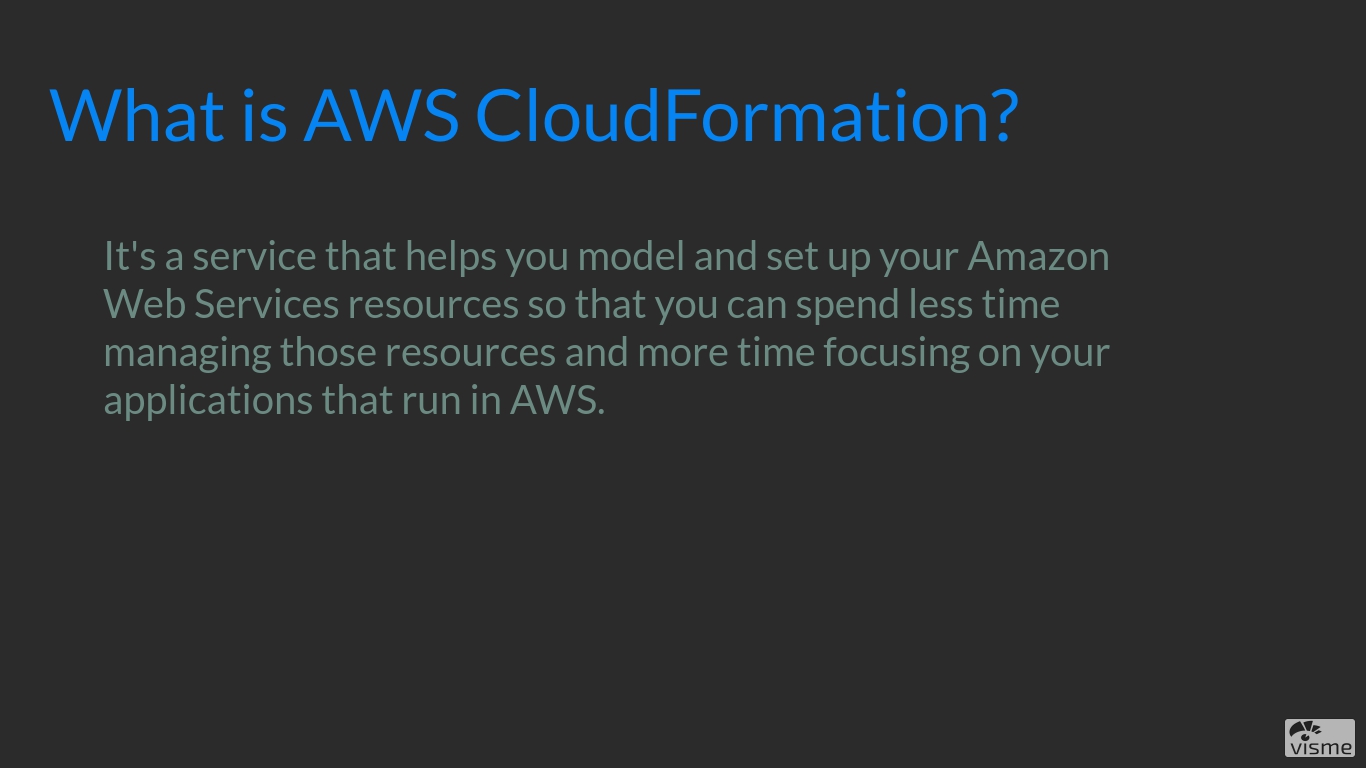 What is AWS CloudFormation?
It's a service that helps you model and set up your Amazon
Web Services resources so that you can spend less time
managing those resources and more time focusing on your
applications that run in AWS.
visme